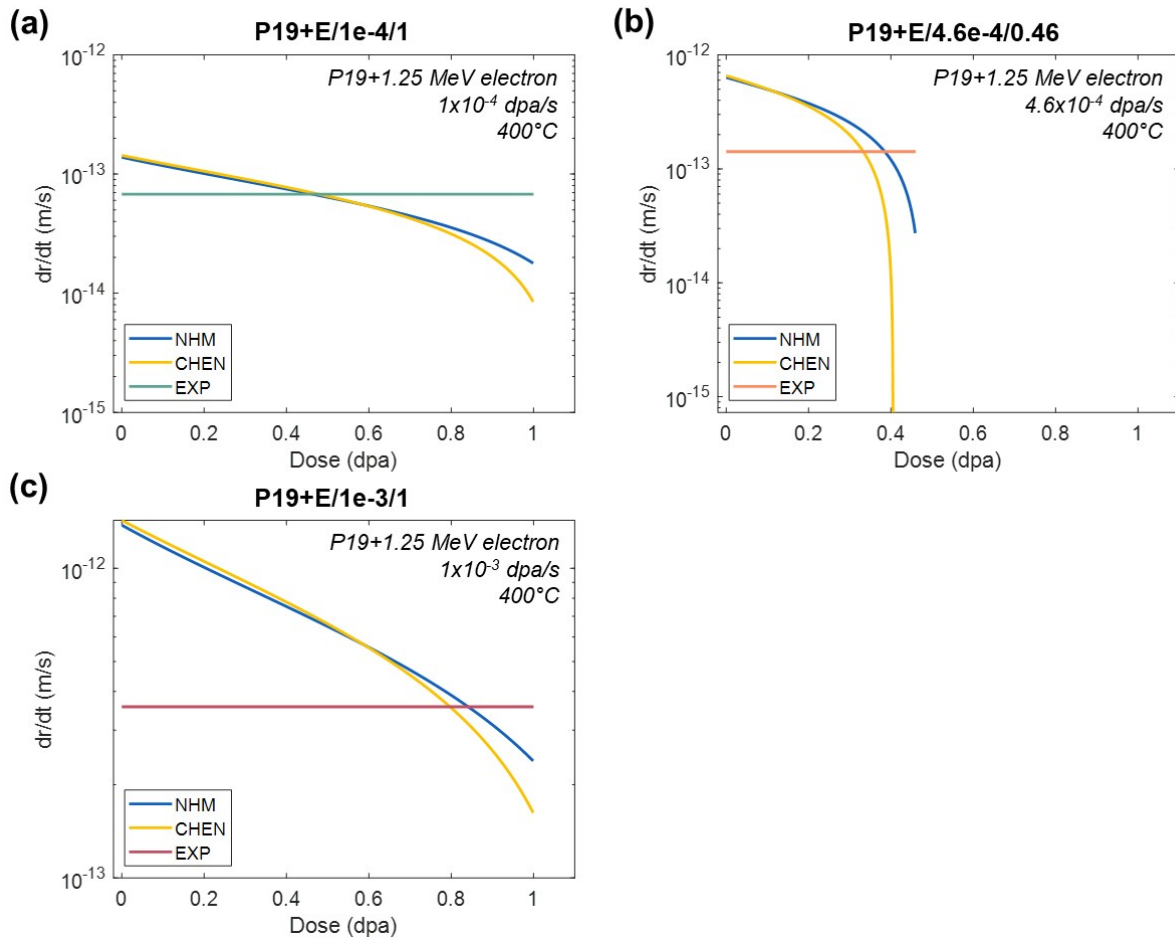 (a)
P19+E/1e-4/1
P19+1.25 MeV electron
1x10⁻⁴ dpa/s
400°C
10⁻¹²
10⁻¹³
10⁻¹⁴
10⁻¹⁵
dr/dt (m/s)
NHM
CHEN
EXP
0 0.2 0.4 0.6 0.8 1
Dose (dpa)
(b)
P19+E/4.6e-4/0.46
P19+1.25 MeV electron
4.6x10⁻⁴ dpa/s
400°C
10⁻¹²
10⁻¹³
10⁻¹⁴
10⁻¹⁵
dr/dt (m/s)
NHM
CHEN
EXP
0 0.2 0.4 0.6 0.8 1
Dose (dpa)
(c)
P19+E/1e-3/1
P19+1.25 MeV electron
1x10⁻³ dpa/s
400°C
10⁻¹²
10⁻¹³
dr/dt (m/s)
NHM
CHEN
EXP
0 0.2 0.4 0.6 0.8 1
Dose (dpa)